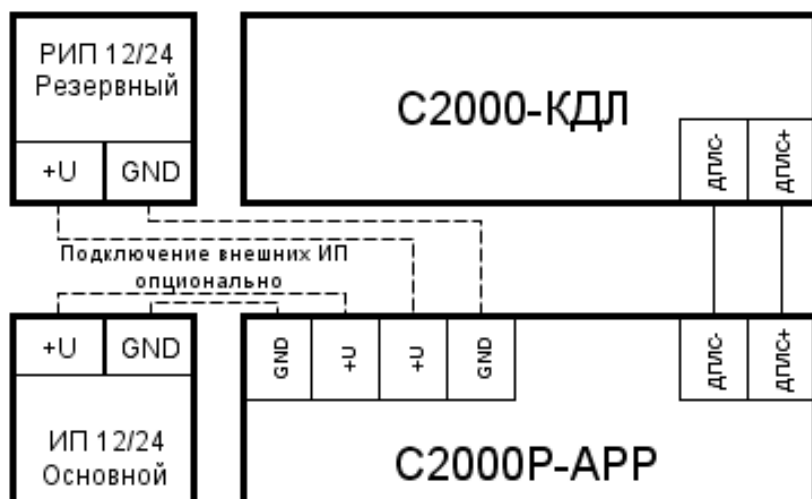 РИП 12/24
Резервный
+U GND
С2000-КДЛ
ДПЛС- ДПЛС+
Подключение внешних ИП
опционально
+U GND
ИП 12/24
Основной
GND +U +U GND
ДПЛС- ДПЛС+
С2000Р-АРР